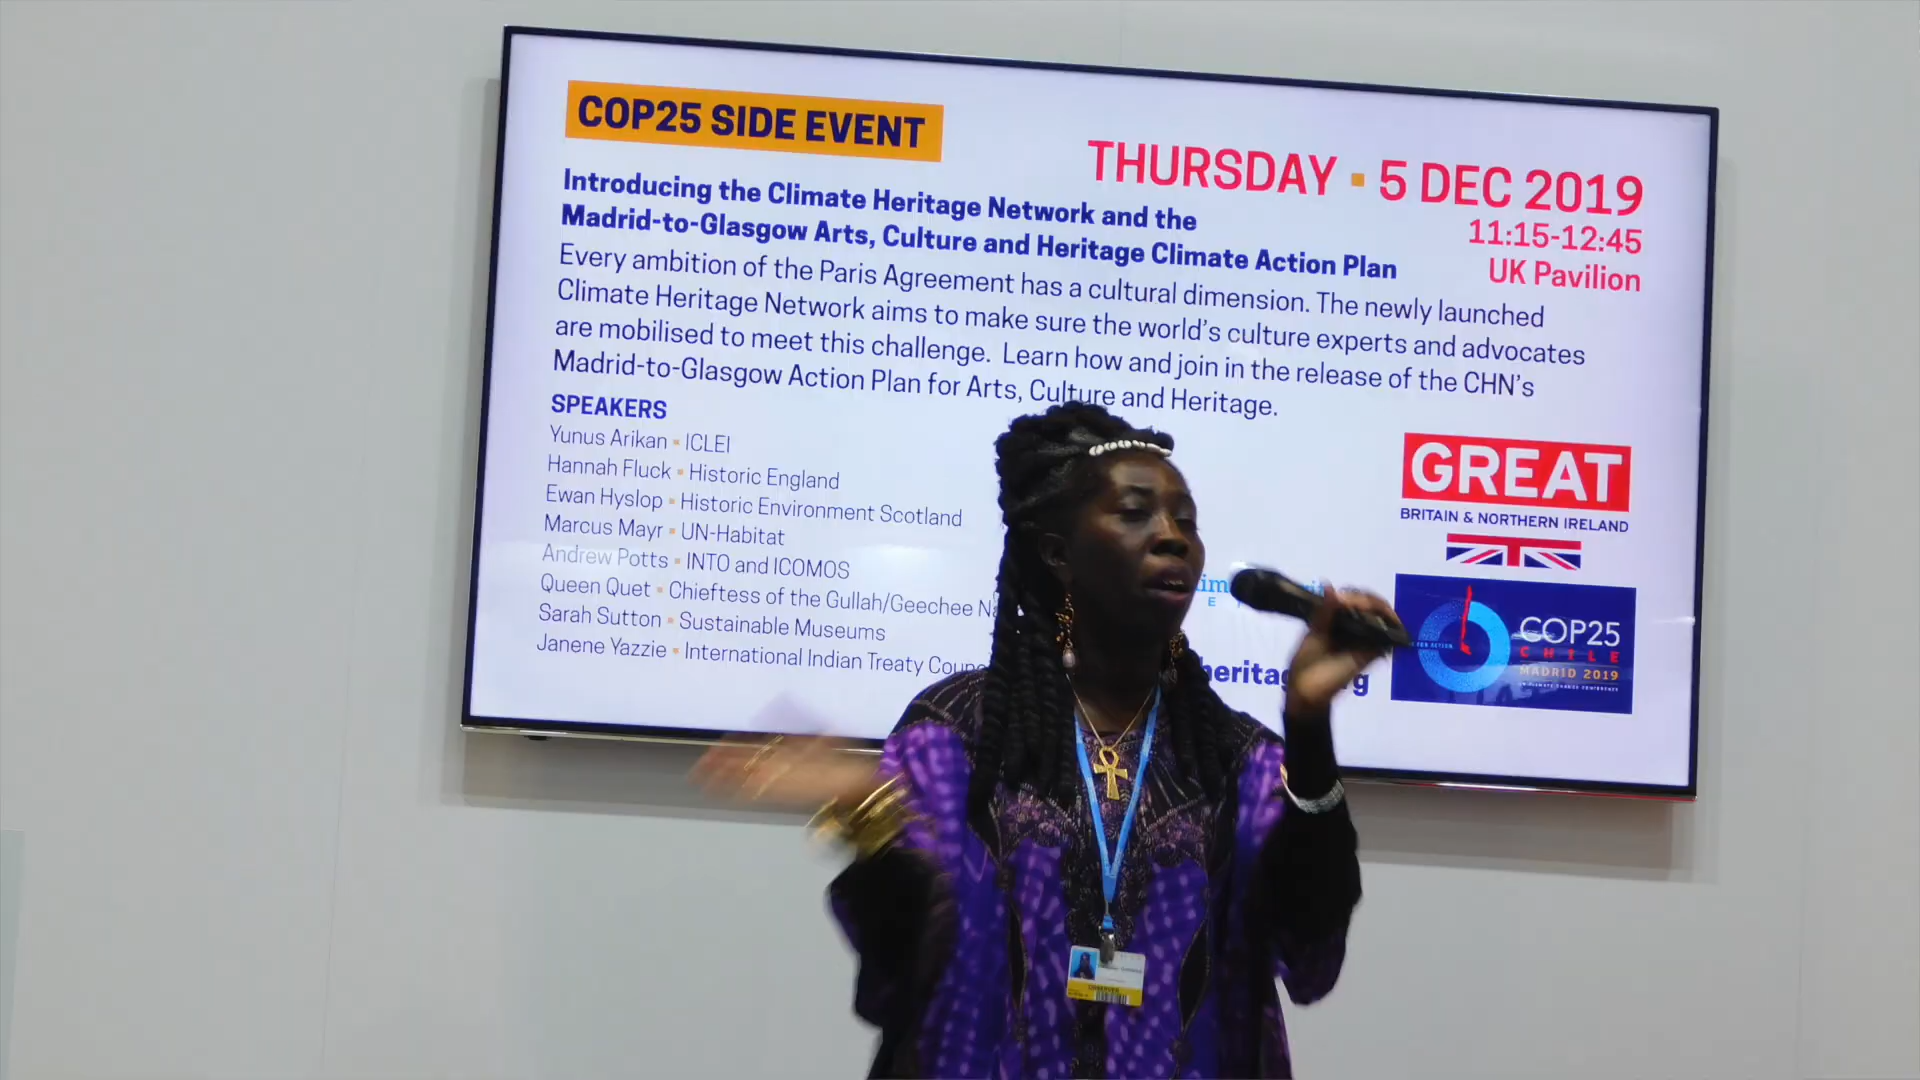 COP25 SIDE EVENT
THURSDAY ▪ 5 DEC 2019
11:15-12:45
UK Pavilion
Introducing the Climate Heritage Network and the
Madrid-to-Glasgow Arts, Culture and Heritage Climate Action Plan
Every ambition of the Paris Agreement has a cultural dimension. The newly launched
Climate Heritage Network aims to make sure the world's culture experts and advocates
are mobilised to meet this challenge. Learn how and join in the release of the CHN's
Madrid-to-Glasgow Action Plan for Arts, Culture and Heritage.
SPEAKERS
Yunus Arikan ▪ ICLEI
Hannah Fluck ▪ Historic England
Ewan Hyslop ▪ Historic Environment Scotland
Marcus Mayr ▪ UN-Habitat
Andrew Potts ▪ INTO and ICOMOS
Queen Quet ▪ Chieftess of the Gullah/Geechee
Sarah Sutton ▪ Sustainable Museums
Janene Yazzie ▪ International Indian Treaty
GREAT
BRITAIN & NORTHERN IRELAND
COP25
CHILE
MADRID 2019
UN CLIMATE CHANGE CONFERENCE